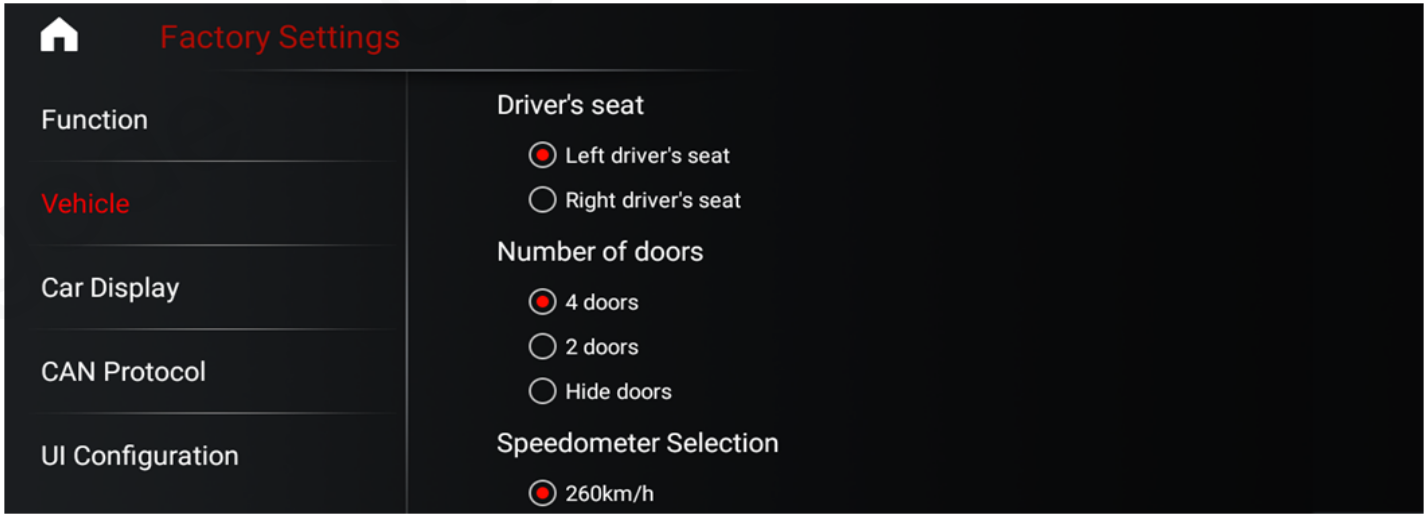 Factory Settings
Function
Vehicle
Car Display
CAN Protocol
UI Configuration
Driver's seat
Left driver's seat
Right driver's seat
Number of doors
4 doors
2 doors
Hide doors
Speedometer Selection
260km/h